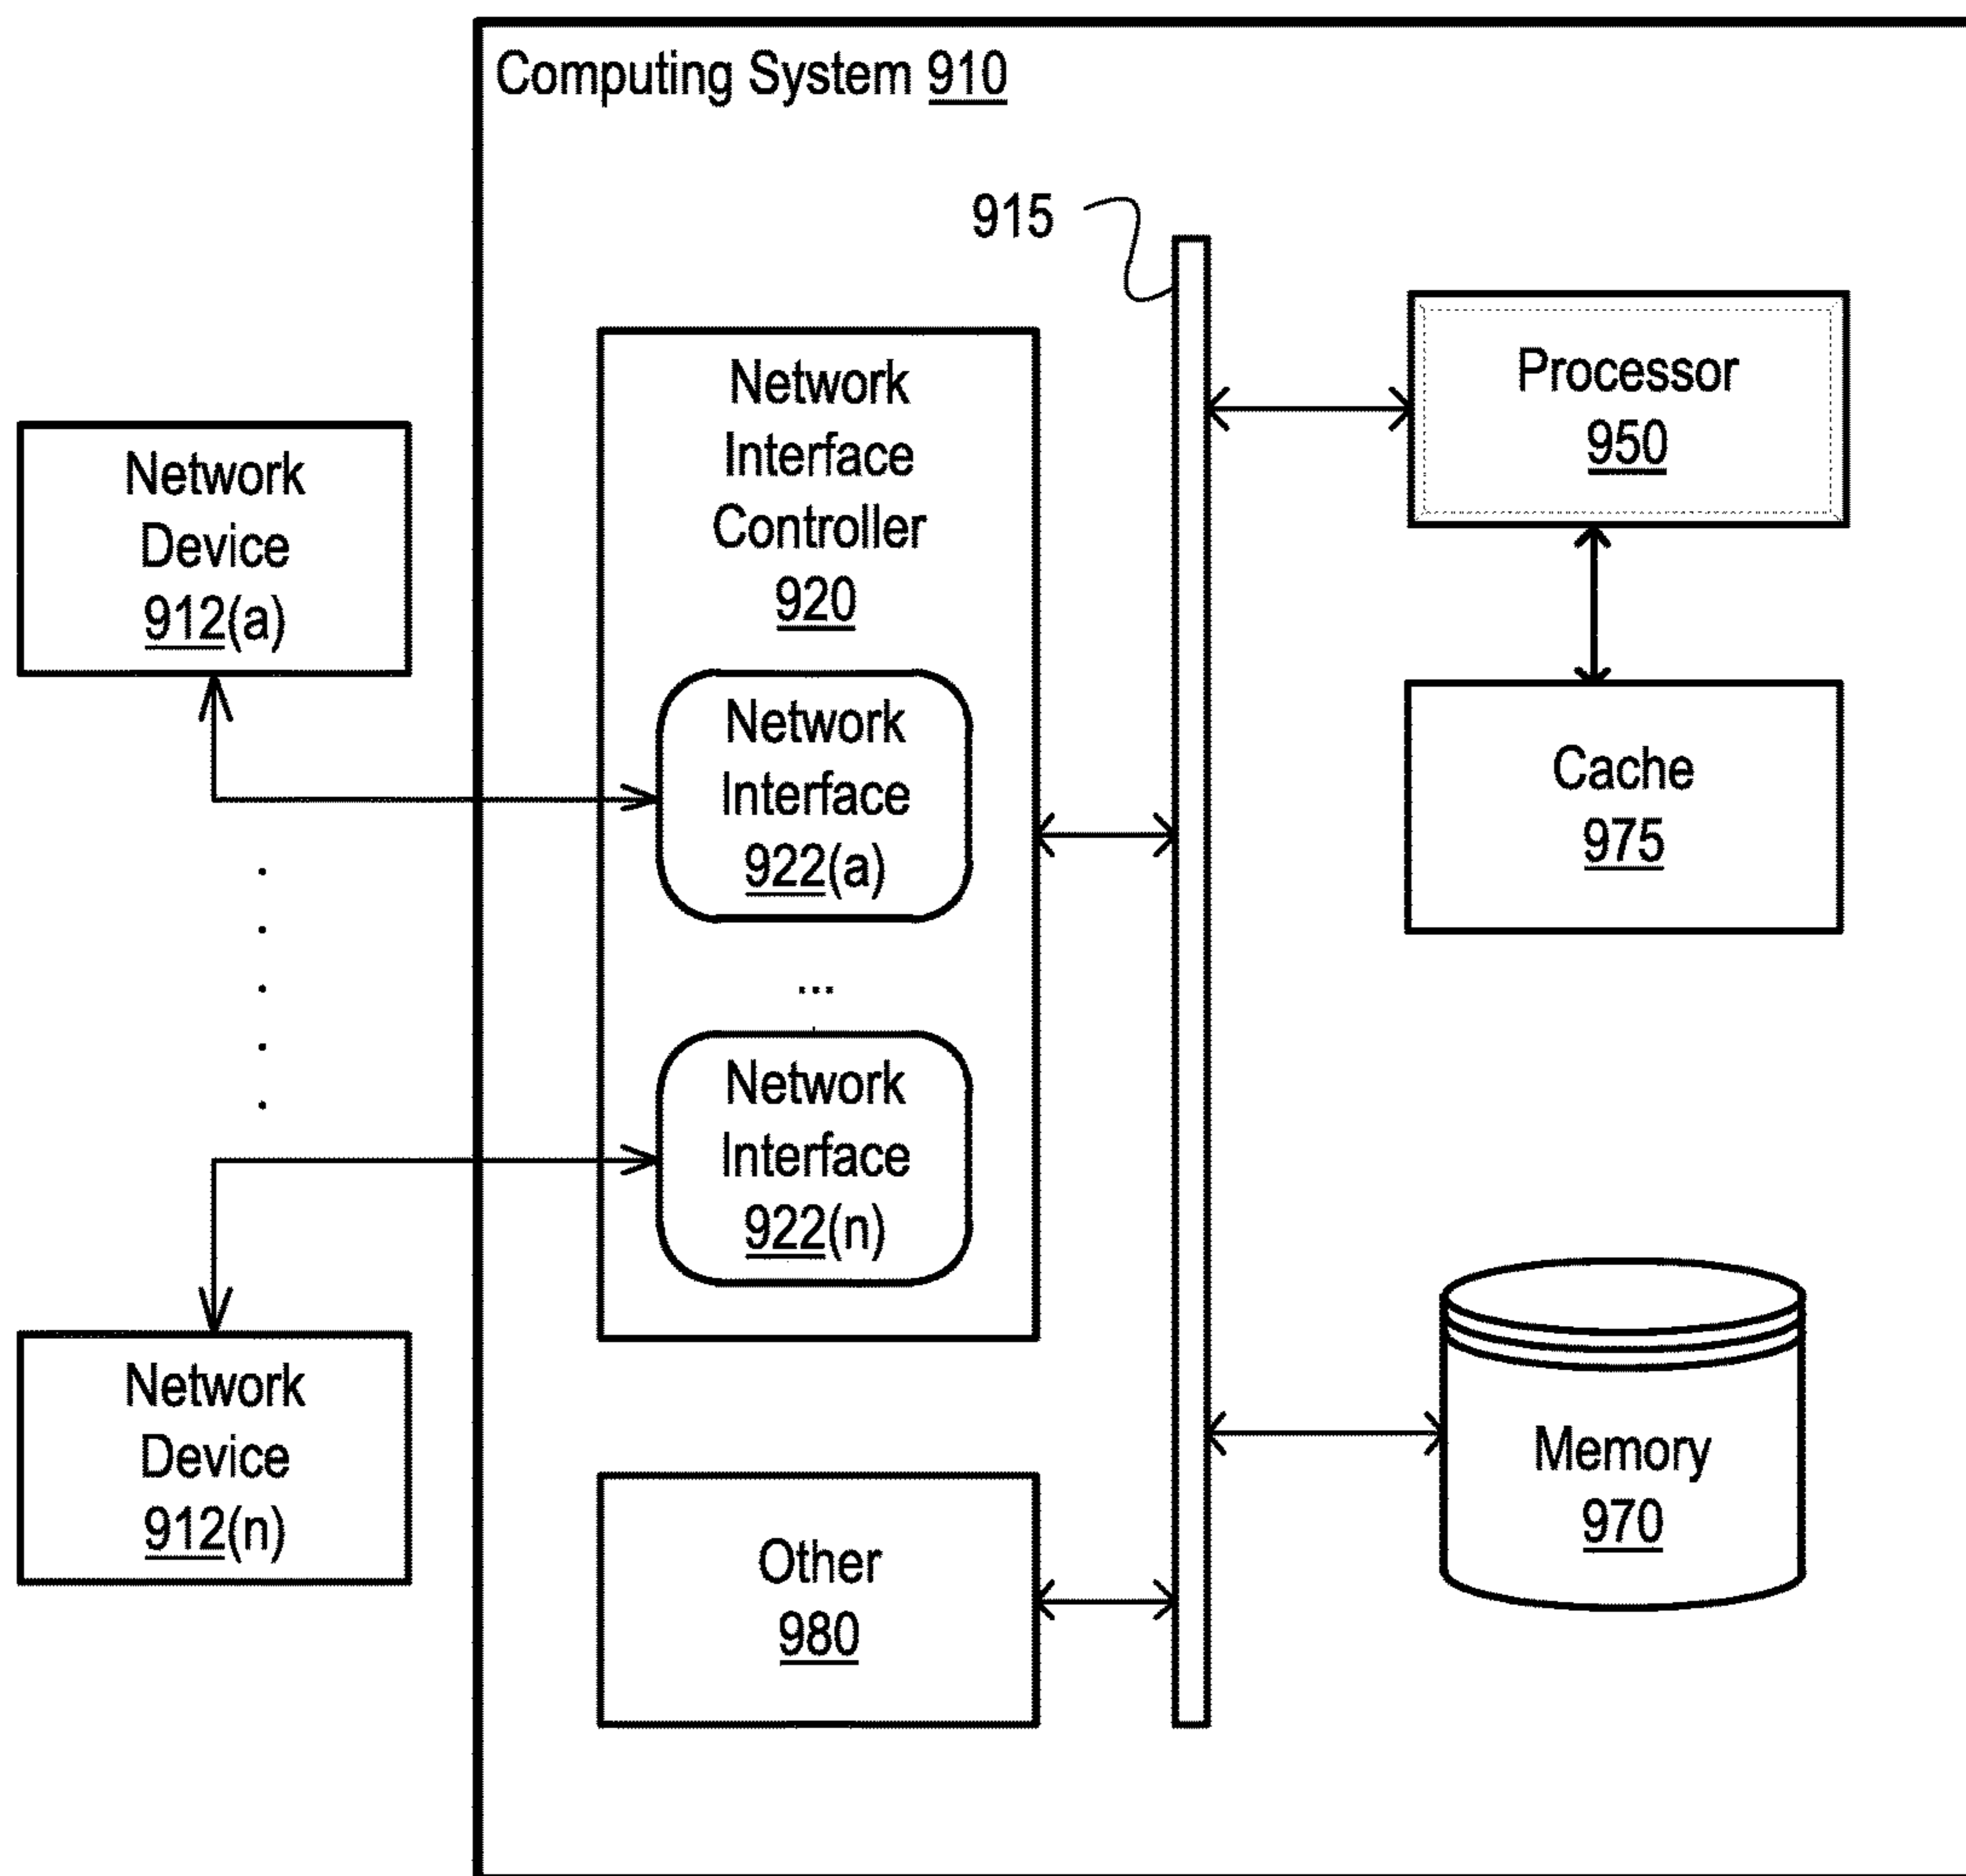 Computing System 910
915
Network
Interface
Controller
920
Processor
950
Network
Device
912(a)
Network
Interface
922(a)
Cache
975
...
Network
Interface
922(n)
Network
Device
912(n)
Memory
970
Other
980